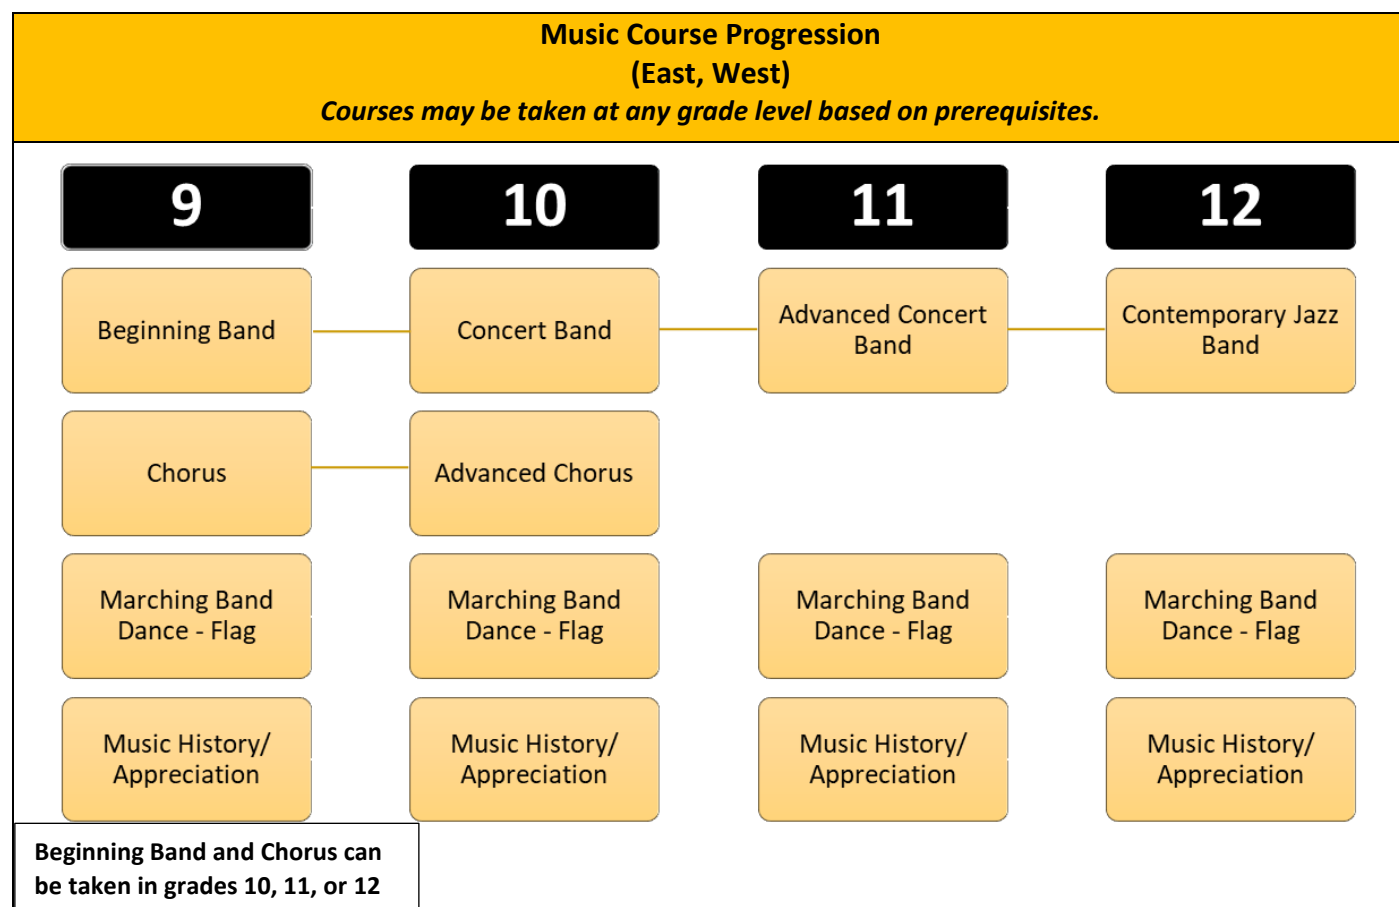 Music Course Progression
(East, West)
Courses may be taken at any grade level based on prerequisites.
9
10
11
12
Beginning Band
Concert Band
Advanced Concert
Band
Contemporary Jazz
Band
Chorus
Advanced Chorus
Marching Band
Dance - Flag
Marching Band
Dance - Flag
Marching Band
Dance - Flag
Marching Band
Dance - Flag
Music History/
Appreciation
Music History/
Appreciation
Music History/
Appreciation
Music History/
Appreciation
Beginning Band and Chorus can
be taken in grades 10, 11, or 12